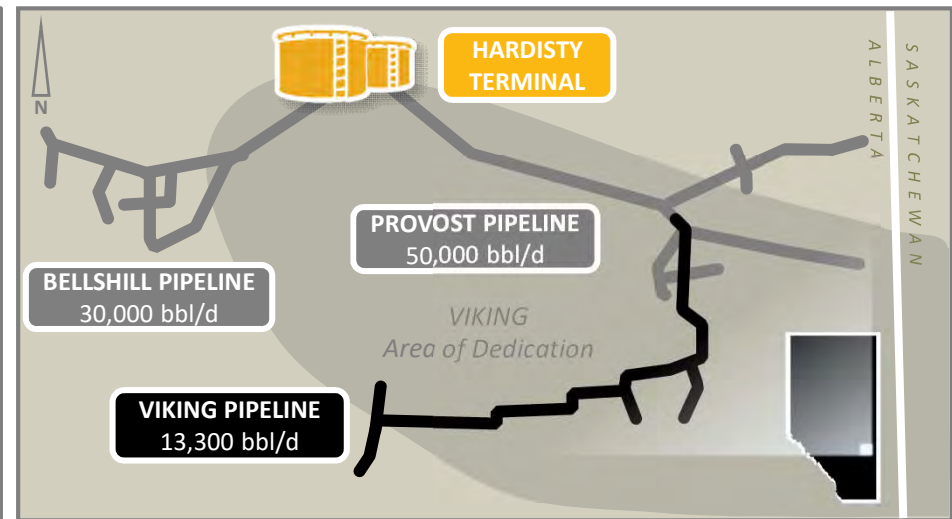 HARDISTY
TERMINAL
N
ALBERTA
SASKATCHEWAN
PROVOST PIPELINE
50,000 bbl/d
BELLSHILL PIPELINE
30,000 bbl/d
VIKING
Area of Dedication
VIKING PIPELINE
13,300 bbl/d